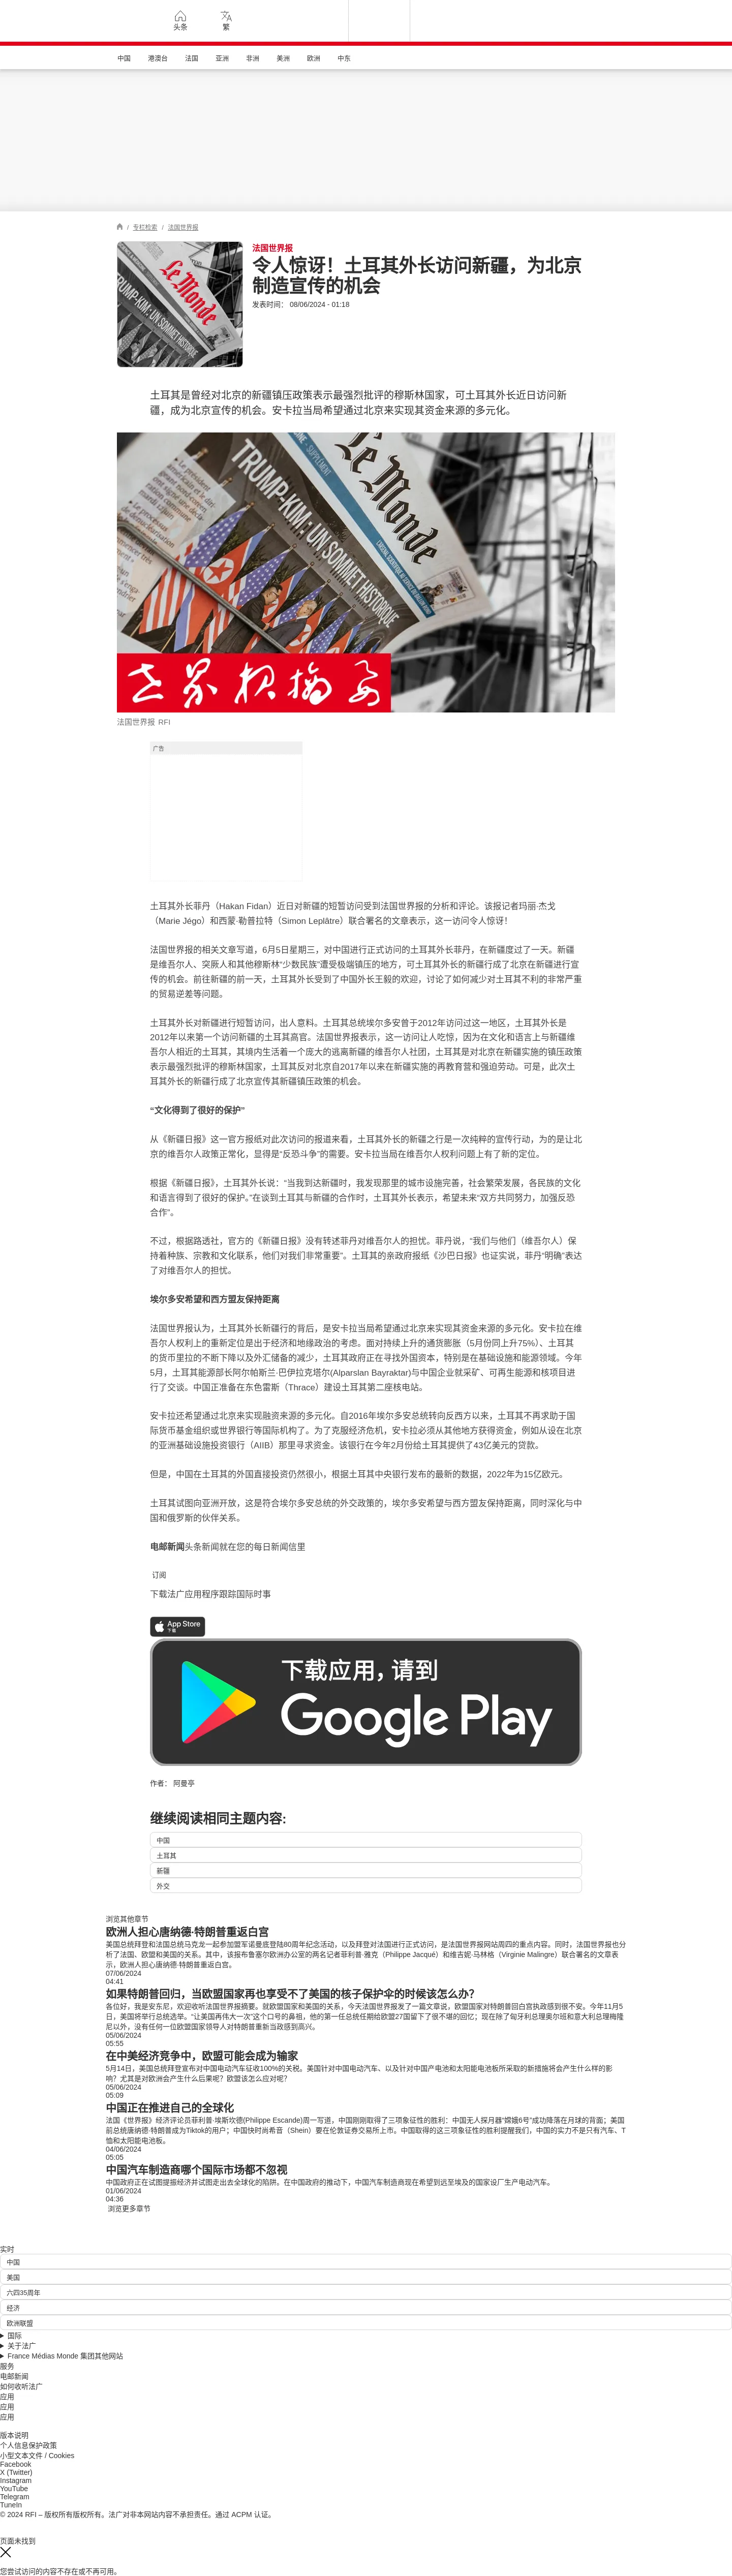 头条
繁
中国 港澳台 法国 亚洲 非洲 美洲 欧洲 中东
/ 专栏检索 / 法国世界报
法国世界报
令人惊讶！土耳其外长访问新疆，为北京
制造宣传的机会
发表时间： 08/06/2024 - 01:18
Le Monde
TRUMP-KIM : UN SOMMET HISTORIQUE
土耳其是曾经对北京的新疆镇压政策表示最强烈批评的穆斯林国家，可土耳其外长近日访问新
疆，成为北京宣传的机会。安卡拉当局希望通过北京来实现其资金来源的多元化。
Le Monde
TRUMP-KIM : UN SOMMET HISTORIQUE
世界报摘要
法国世界报 RFI
广告
土耳其外长菲丹（Hakan Fidan）近日对新疆的短暂访问受到法国世界报的分析和评论。该报记者玛丽·杰戈
（Marie Jégo）和西蒙·勒普拉特（Simon Leplâtre）联合署名的文章表示，这一访问令人惊讶！
法国世界报的相关文章写道，6月5日星期三，对中国进行正式访问的土耳其外长菲丹，在新疆度过了一天。新疆
是维吾尔人、突厥人和其他穆斯林“少数民族”遭受极端镇压的地方，可土耳其外长的新疆行成了北京在新疆进行宣
传的机会。前往新疆的前一天，土耳其外长受到了中国外长王毅的欢迎，讨论了如何减少对土耳其不利的非常严重
的贸易逆差等问题。
土耳其外长对新疆进行短暂访问，出人意料。土耳其总统埃尔多安曾于2012年访问过这一地区，土耳其外长是
2012年以来第一个访问新疆的土耳其高官。法国世界报表示，这一访问让人吃惊，因为在文化和语言上与新疆维
吾尔人相近的土耳其，其境内生活着一个庞大的逃离新疆的维吾尔人社团，土耳其是对北京在新疆实施的镇压政策
表示最强烈批评的穆斯林国家，土耳其反对北京自2017年以来在新疆实施的再教育营和强迫劳动。可是，此次土
耳其外长的新疆行成了北京宣传其新疆镇压政策的机会。
“文化得到了很好的保护”
从《新疆日报》这一官方报纸对此次访问的报道来看，土耳其外长的新疆之行是一次纯粹的宣传行动，为的是让北
京的维吾尔人政策正常化，显得是“反恐斗争”的需要。安卡拉当局在维吾尔人权利问题上有了新的定位。
根据《新疆日报》，土耳其外长说：“当我到达新疆时，我发现那里的城市设施完善，社会繁荣发展，各民族的文化
和语言得到了很好的保护。”在谈到土耳其与新疆的合作时，土耳其外长表示，希望未来“双方共同努力，加强反恐
合作”。
不过，根据路透社，官方的《新疆日报》没有转述菲丹对维吾尔人的担忧。菲丹说，“我们与他们（维吾尔人）保
持着种族、宗教和文化联系，他们对我们非常重要”。土耳其的亲政府报纸《沙巴日报》也证实说，菲丹“明确”表达
了对维吾尔人的担忧。
埃尔多安希望和西方盟友保持距离
法国世界报认为，土耳其外长新疆行的背后，是安卡拉当局希望通过北京来实现其资金来源的多元化。安卡拉在维
吾尔人权利上的重新定位是出于经济和地缘政治的考虑。面对持续上升的通货膨胀（5月份同上升75%）、土耳其
的货币里拉的不断下降以及外汇储备的减少，土耳其政府正在寻找外国资本，特别是在基础设施和能源领域。今年
5月，土耳其能源部长阿尔帕斯兰·巴伊拉克塔尔(Alparslan Bayraktar)与中国企业就采矿、可再生能源和核项目进
行了交谈。中国正准备在东色雷斯（Thrace）建设土耳其第二座核电站。
安卡拉还希望通过北京来实现融资来源的多元化。自2016年埃尔多安总统转向反西方以来，土耳其不再求助于国
际货币基金组织或世界银行等国际机构了。为了克服经济危机，安卡拉必须从其他地方获得资金，例如从设在北京
的亚洲基础设施投资银行（AIIB）那里寻求资金。该银行在今年2月份给土耳其提供了43亿美元的贷款。
但是，中国在土耳其的外国直接投资仍然很小，根据土耳其中央银行发布的最新的数据，2022年为15亿欧元。
土耳其试图向亚洲开放，这是符合埃尔多安总统的外交政策的，埃尔多安希望与西方盟友保持距离，同时深化与中
国和俄罗斯的伙伴关系。
电邮新闻头条新闻就在您的每日新闻信里
订阅
下载法广应用程序跟踪国际时事
App Store
下载
下载应用，请到
Google Play
作者： 阿曼亭
继续阅读相同主题内容:
中国
土耳其
新疆
外交
浏览其他章节
欧洲人担心唐纳德·特朗普重返白宫
美国总统拜登和法国总统马克龙一起参加盟军诺曼底登陆80周年纪念活动，以及拜登对法国进行正式访问，是法国世界报网站周四的重点内容。同时，法国世界报也分
析了法国、欧盟和美国的关系。其中，该报布鲁塞尔欧洲办公室的两名记者菲利普·雅克（Philippe Jacqué）和维吉妮·马林格（Virginie Malingre）联合署名的文章表
示，欧洲人担心唐纳德·特朗普重返白宫。
07/06/2024
04:41
如果特朗普回归，当欧盟国家再也享受不了美国的核子保护伞的时候该怎么办?
各位好，我是安东尼，欢迎收听法国世界报摘要。就欧盟国家和美国的关系，今天法国世界报发了一篇文章说，欧盟国家对特朗普回白宫执政感到很不安。今年11月5
日，美国将举行总统选举。“让美国再伟大一次”这个口号的鼻祖，他的第一任总统任期给欧盟27国留下了很不堪的回忆；现在除了匈牙利总理奥尔班和意大利总理梅隆
尼以外，没有任何一位欧盟国家领导人对特朗普重新当政感到高兴。
05/06/2024
05:55
在中美经济竞争中，欧盟可能会成为输家
5月14日，美国总统拜登宣布对中国电动汽车征收100%的关税。美国针对中国电动汽车、以及针对中国产电池和太阳能电池板所采取的新措施将会产生什么样的影
响？尤其是对欧洲会产生什么后果呢？欧盟该怎么应对呢？
05/06/2024
05:09
中国正在推进自己的全球化
法国《世界报》经济评论员菲利普·埃斯坎德(Philippe Escande)周一写道，中国刚刚取得了三项象征性的胜利：中国无人探月器“嫦娥6号”成功降落在月球的背面；美国
前总统唐纳德·特朗普成为Tiktok的用户；中国快时尚希音（Shein）要在伦敦证券交易所上市。中国取得的这三项象征性的胜利提醒我们，中国的实力不是只有汽车、T
恤和太阳能电池板。
04/06/2024
05:05
中国汽车制造商哪个国际市场都不忽视
中国政府正在试图提振经济并试图走出去全球化的陷阱。在中国政府的推动下，中国汽车制造商现在希望到远至埃及的国家设厂生产电动汽车。
01/06/2024
04:36
浏览更多章节
实时
中国
美国
六四35周年
经济
欧洲联盟
国际
关于法广
France Médias Monde 集团其他网站
服务
电邮新闻
如何收听法广
应用
应用
应用
版本说明
个人信息保护政策
小型文本文件 / Cookies
Facebook
X (Twitter)
Instagram
YouTube
Telegram
TuneIn
© 2024 RFI – 版权所有版权所有。法广对非本网站内容不承担责任。通过 ACPM 认证。
页面未找到
您尝试访问的内容不存在或不再可用。